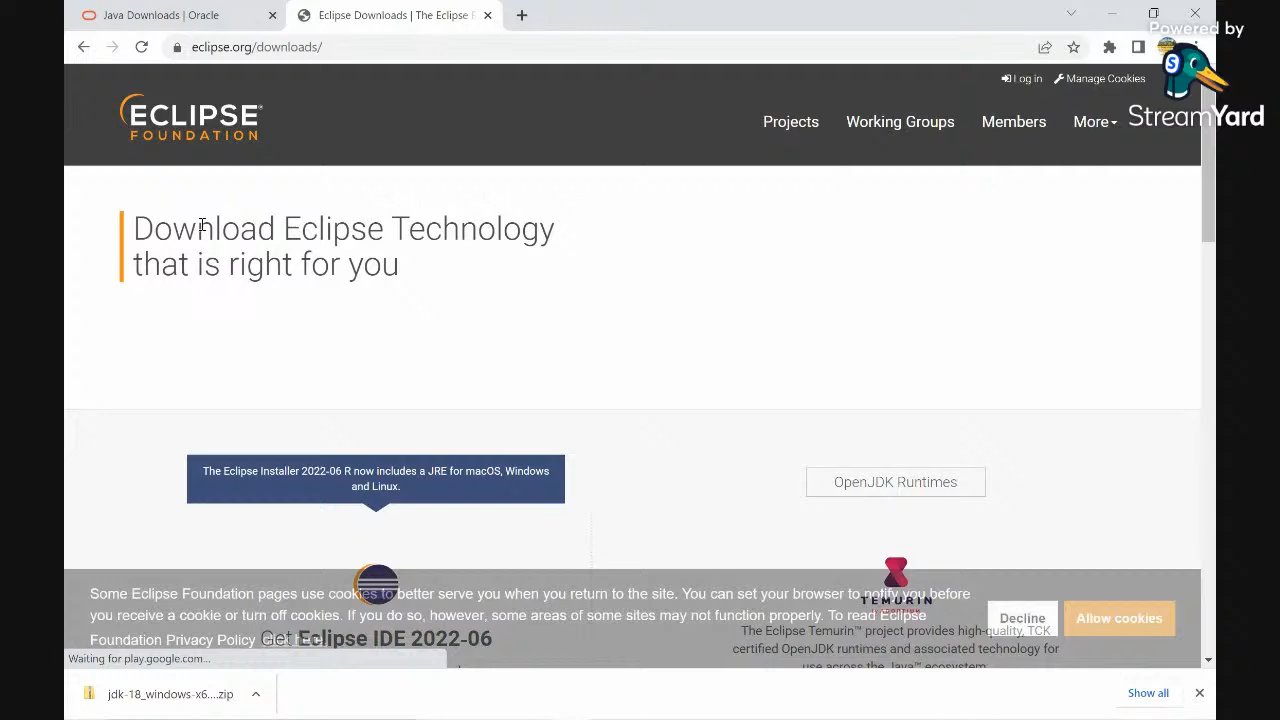 Java Downloads | Oracle
Eclipse Downloads | The Eclipse F
eclipse.org/downloads/
Powered by
StreamYard
Log in
Manage Cookies
ECLIPSE
FOUNDATION
Projects
Working Groups
Members
More
Download Eclipse Technology
that is right for you
The Eclipse Installer 2022-06 R now includes a JRE for macOS, Windows
and Linux.
OpenJDK Runtimes
Some Eclipse Foundation pages use cookies to better serve you when you return to the site. You can set your browser to notify you before
you receive a cookie or turn off cookies. If you do so, however, some areas of some sites may not function properly. To read Eclipse
Foundation Privacy Policy
Decline
Allow cookies
Get Eclipse IDE 2022-06
TEMURIN
The Eclipse Temurin™ project provides high-quality, TCK
certified OpenJDK runtimes and associated technology for
use across the Java™ ecosystem
Waiting for play.google.com...
jdk-18_windows-x6....zip
Show all